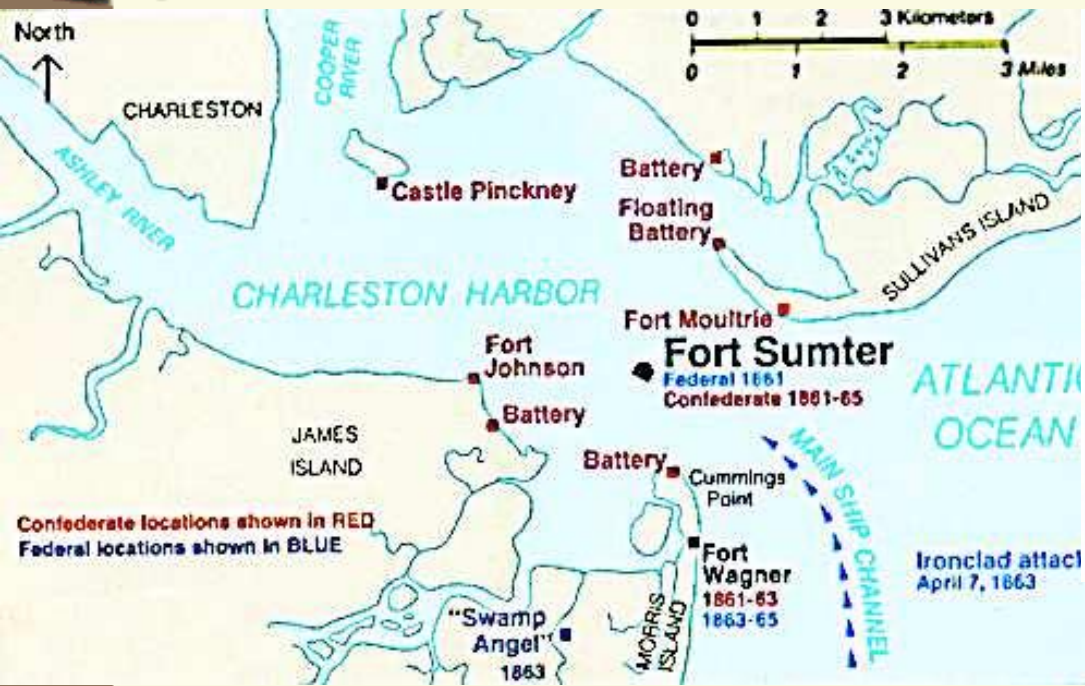 North
CHARLESTON
COOPER
RIVER
0 1 2 3 Kilometers
0 1 2 3 Miles
ASHLEY RIVER
Castle Pinckney
Battery
Floating
Battery
SULLIVAN'S ISLAND
CHARLESTON HARBOR
Fort Moultrie
Fort Sumter
Federal 1861
Confederate 1861-65
Fort
Johnson
Battery
ATLANTIC
OCEAN
JAMES
ISLAND
Battery
Cummings
Point
MAIN SHIP CHANNEL
Confederate locations shown in RED
Federal locations shown in BLUE
Fort
Wagner
1861-63
1863-65
Ironclad attack
April 7, 1863
"Swamp
Angel"
1863
MORRIS
ISLAND